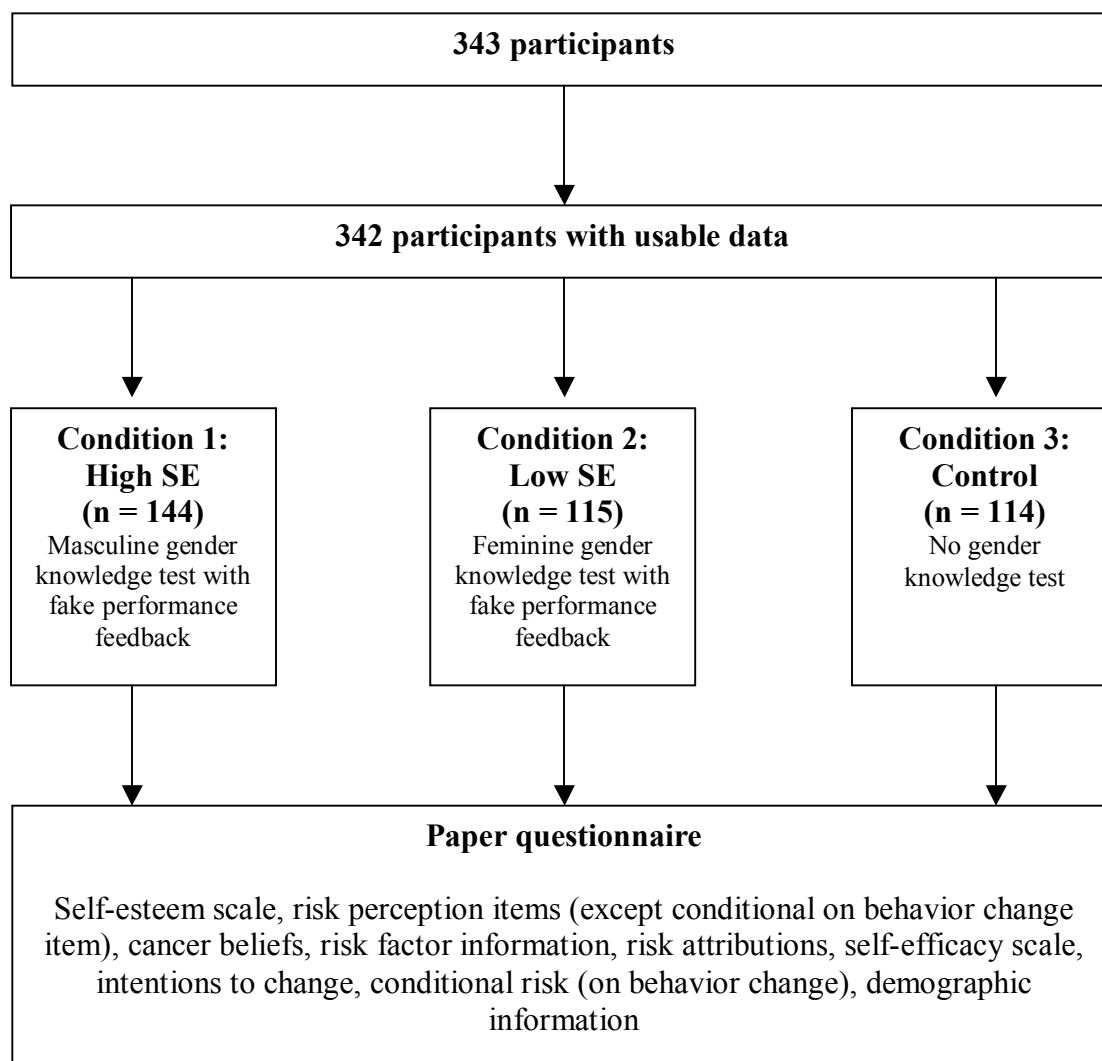 343 participants
342 participants with usable data
Condition 1:
High SE
(n = 144)
Masculine gender
knowledge test with
fake performance
feedback
Condition 2:
Low SE
(n = 115)
Feminine gender
knowledge test with
fake performance
feedback
Condition 3:
Control
(n = 114)
No gender
knowledge test
Paper questionnaire
Self-esteem scale, risk perception items (except conditional on behavior change
item), cancer beliefs, risk factor information, risk attributions, self-efficacy scale,
intentions to change, conditional risk (on behavior change), demographic
information